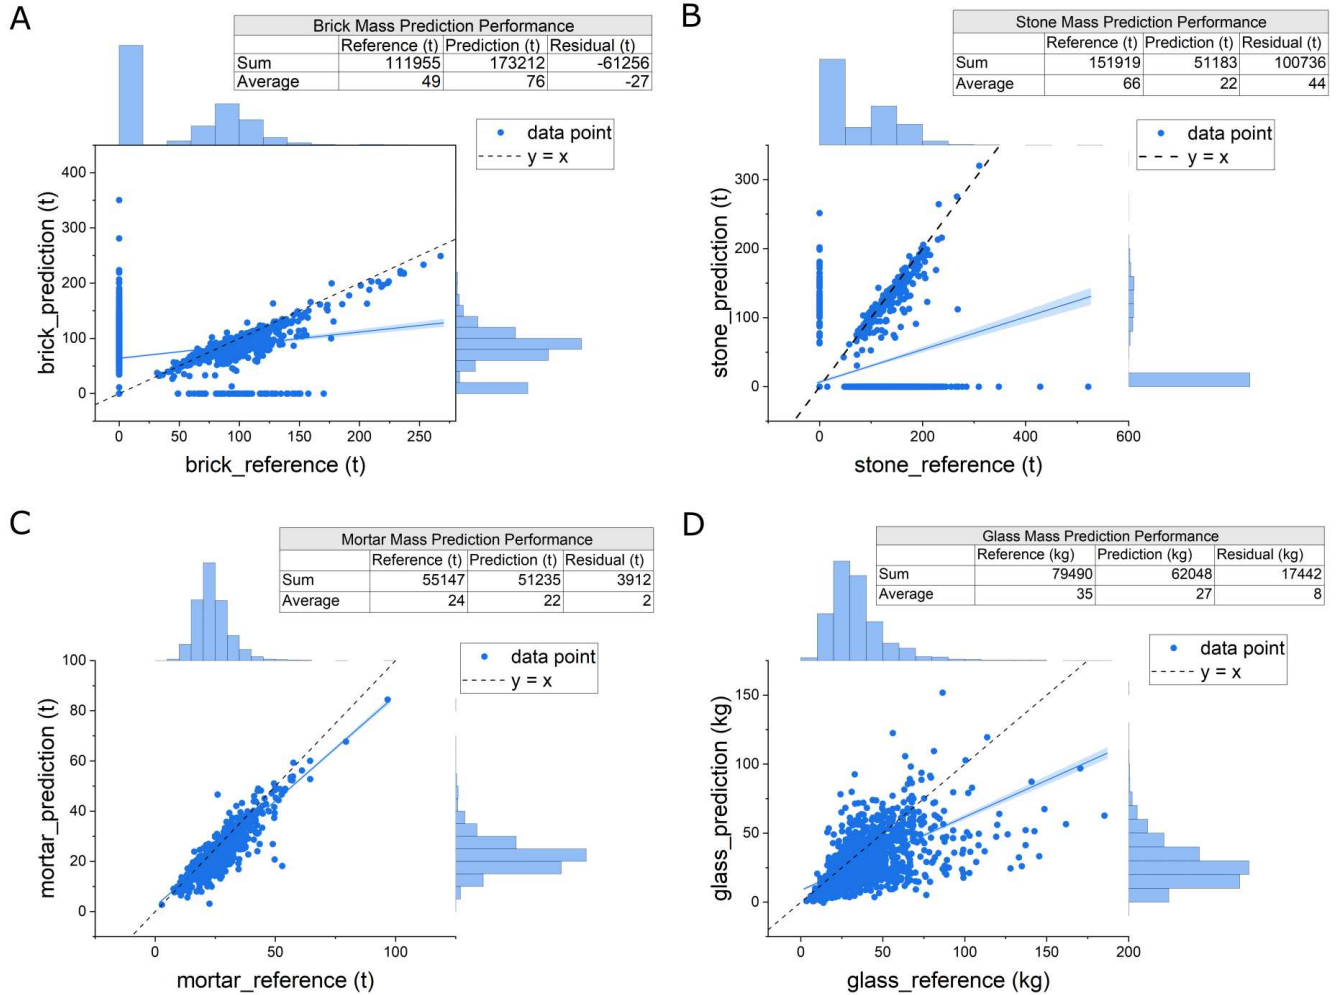 A
Brick Mass Prediction Performance
Reference (t) Prediction (t) Residual (t)
Sum 111955 173212 -61256
Average 49 76 -27
data point
y = x
400
300
200
100
0
brick_prediction (t)
0 50 100 150 200 250
brick_reference (t)
B
Stone Mass Prediction Performance
Reference (t) Prediction (t) Residual (t)
Sum 151919 51183 100736
Average 66 22 44
data point
y = x
300
200
100
0
stone_prediction (t)
0 200 400 600
stone_reference (t)
C
Mortar Mass Prediction Performance
Reference (t) Prediction (t) Residual (t)
Sum 55147 51235 3912
Average 24 22 2
data point
y = x
100
80
60
40
20
0
mortar_prediction (t)
0 50 100
mortar_reference (t)
D
Glass Mass Prediction Performance
Reference (kg) Prediction (kg) Residual (kg)
Sum 79490 62048 17442
Average 35 27 8
data point
y = x
150
100
50
0
glass_prediction (kg)
0 50 100 150 200
glass_reference (kg)